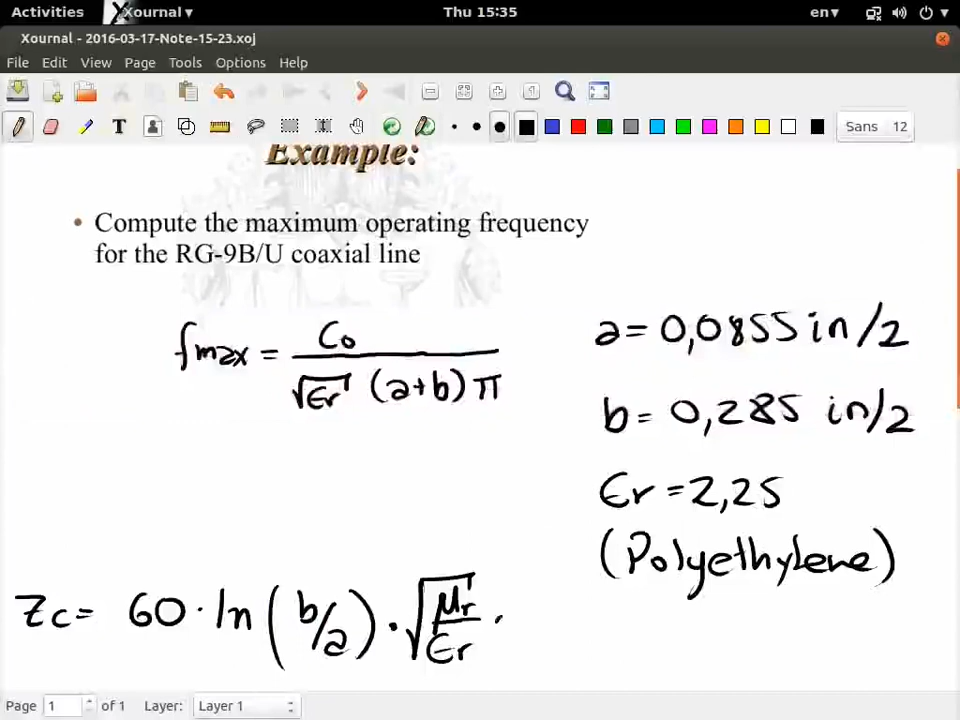 Activities Xournal ▾ Thu 15:35 en ▾
Xournal - 2016-03-17-Note-15-23.xoj
File Edit View Page Tools Options Help
T Sans 12
Example:
• Compute the maximum operating frequency
for the RG-9B/U coaxial line
fmax = C₀ / (√εr (a+b) π)
a = 0,0855 in/2
b = 0,285 in/2
εr = 2,25
(Polyethylene)
Zc = 60 · ln (b/a) · √(μr/εr) ·
Page 1 of 1 Layer: Layer 1